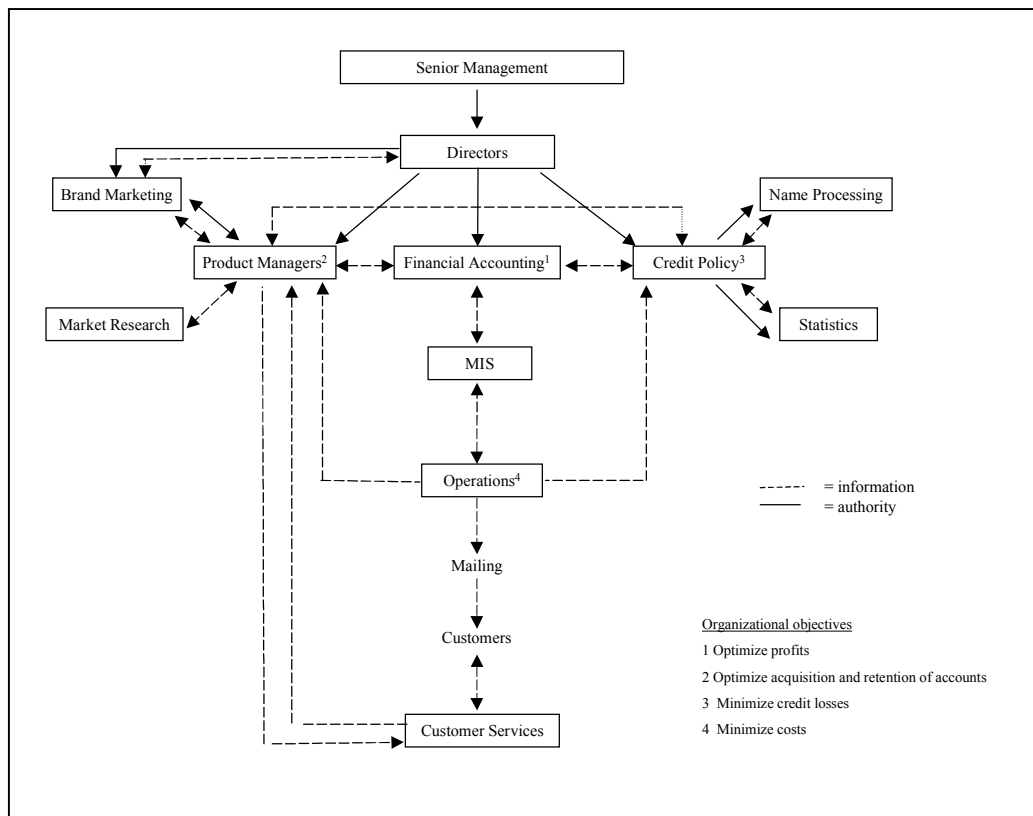 Senior Management
Directors
Brand Marketing
Name Processing
Product Managers²
Financial Accounting¹
Credit Policy³
Market Research
Statistics
MIS
Operations⁴
= information
= authority
Mailing
Customers
Customer Services
Organizational objectives
1 Optimize profits
2 Optimize acquisition and retention of accounts
3 Minimize credit losses
4 Minimize costs